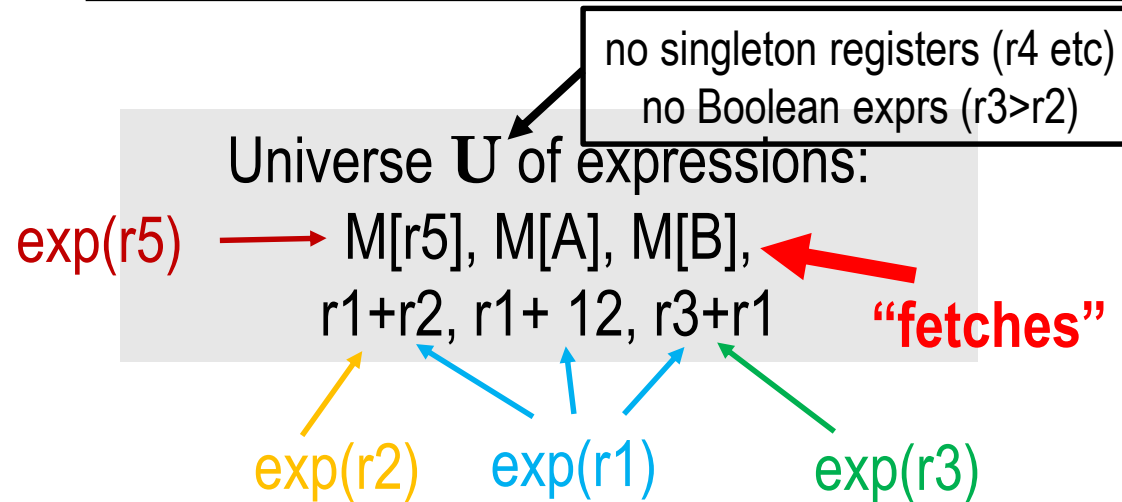 no singleton registers (r4 etc)
no Boolean exprs (r3>r2)
Universe U of expressions:
exp(r5)
M[r5], M[A], M[B],
r1+r2, r1+ 12, r3+r1
“fetches”
exp(r2)
exp(r1)
exp(r3)